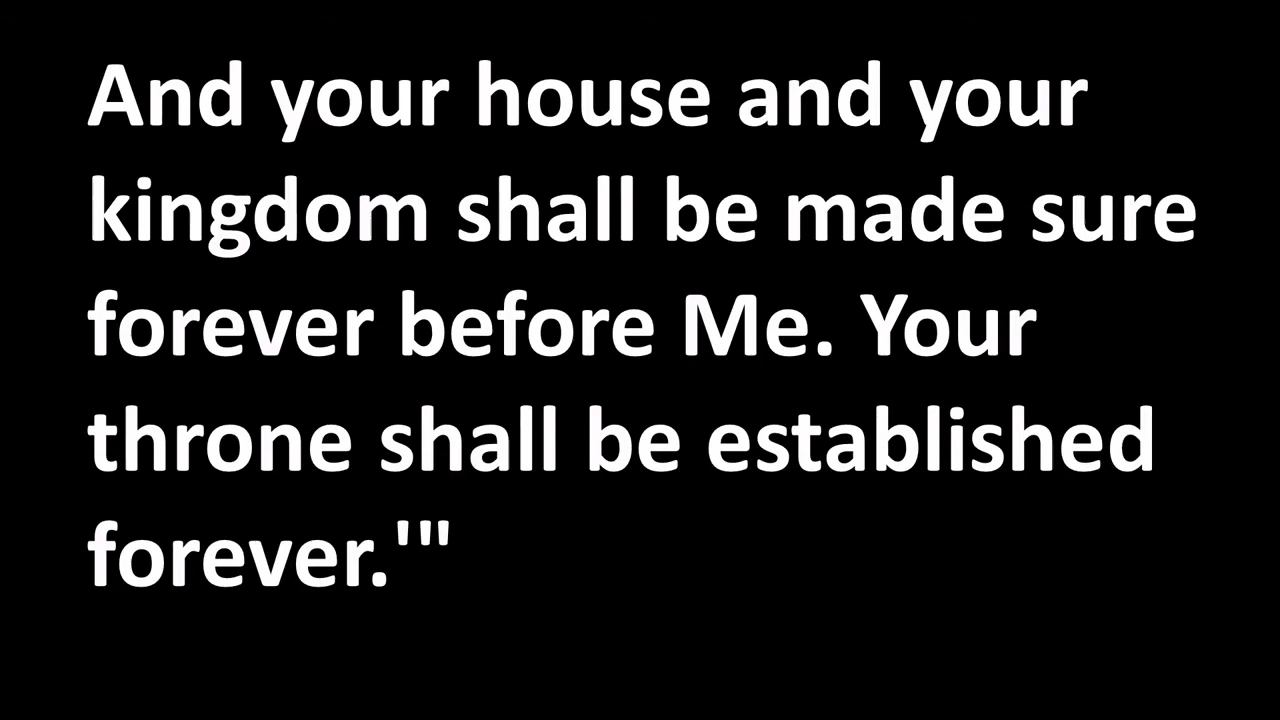 And your house and your
kingdom shall be made sure
forever before Me. Your
throne shall be established
forever.'"